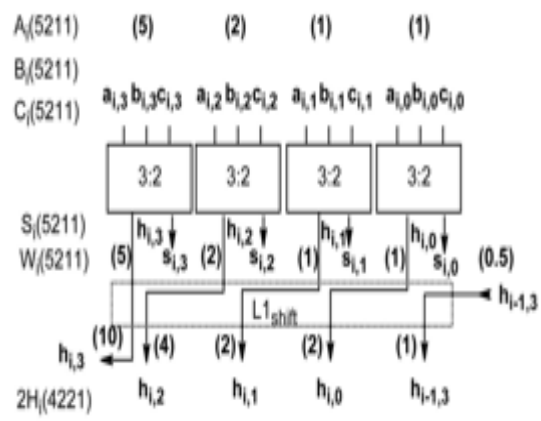 Aᵢ(5211) (5) (2) (1) (1)
Bᵢ(5211)
Cᵢ(5211) aᵢ,₃ bᵢ,₃ cᵢ,₃ aᵢ,₂ bᵢ,₂ cᵢ,₂ aᵢ,₁ bᵢ,₁ cᵢ,₁ aᵢ,₀ bᵢ,₀ cᵢ,₀
3:2 3:2 3:2 3:2
Sᵢ(5211) hᵢ,₃ hᵢ,₂ hᵢ,₁ hᵢ,₀
Wᵢ(5211) (5) sᵢ,₃ (2) sᵢ,₂ (1) sᵢ,₁ (1) sᵢ,₀ (0.5)
hᵢ₋₁,₃
L1shift
(10) (4) (2) (2) (1)
hᵢ,₃
2Hᵢ(4221) hᵢ,₂ hᵢ,₁ hᵢ,₀ hᵢ₋₁,₃